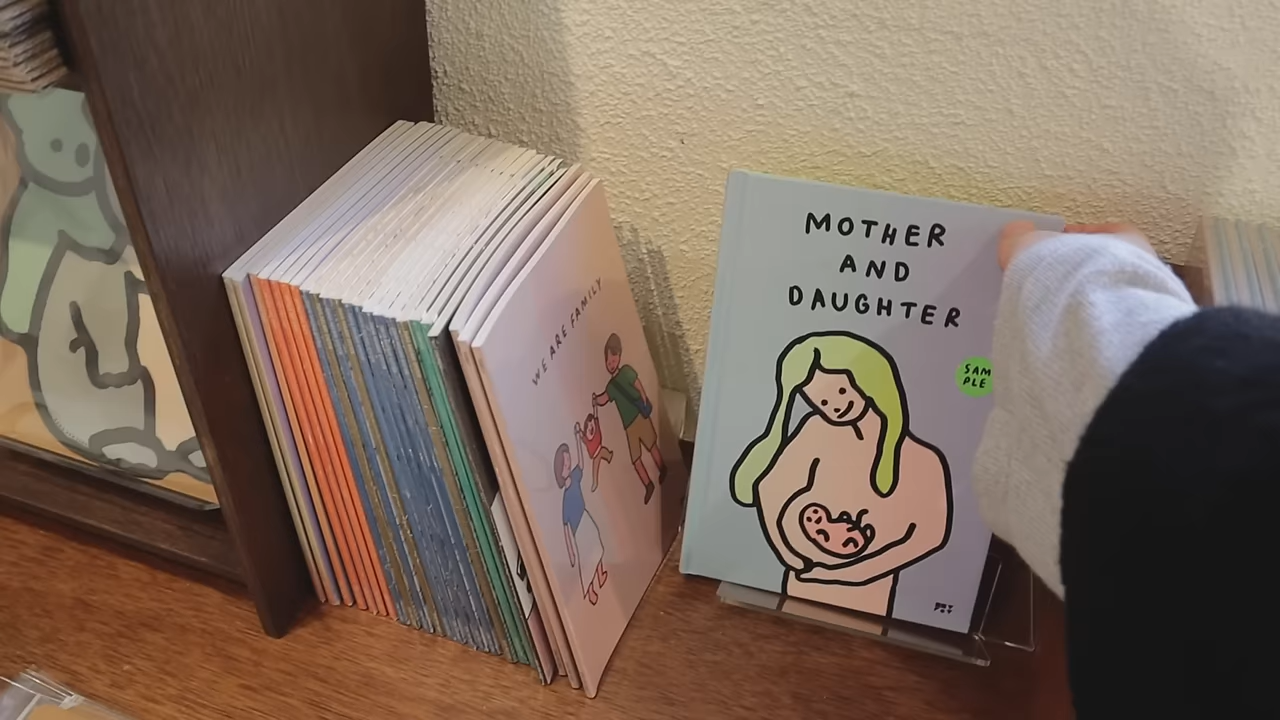 WE ARE FAMILY
MOTHER
AND
DAUGHTER
SAM
PLE